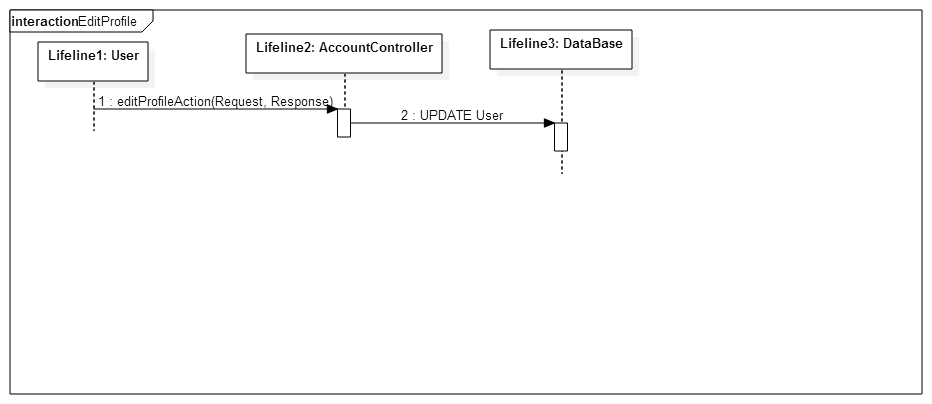 interactionEditProfile
Lifeline1: User
Lifeline2: AccountController
Lifeline3: DataBase
1 : editProfileAction(Request, Response)
2 : UPDATE User